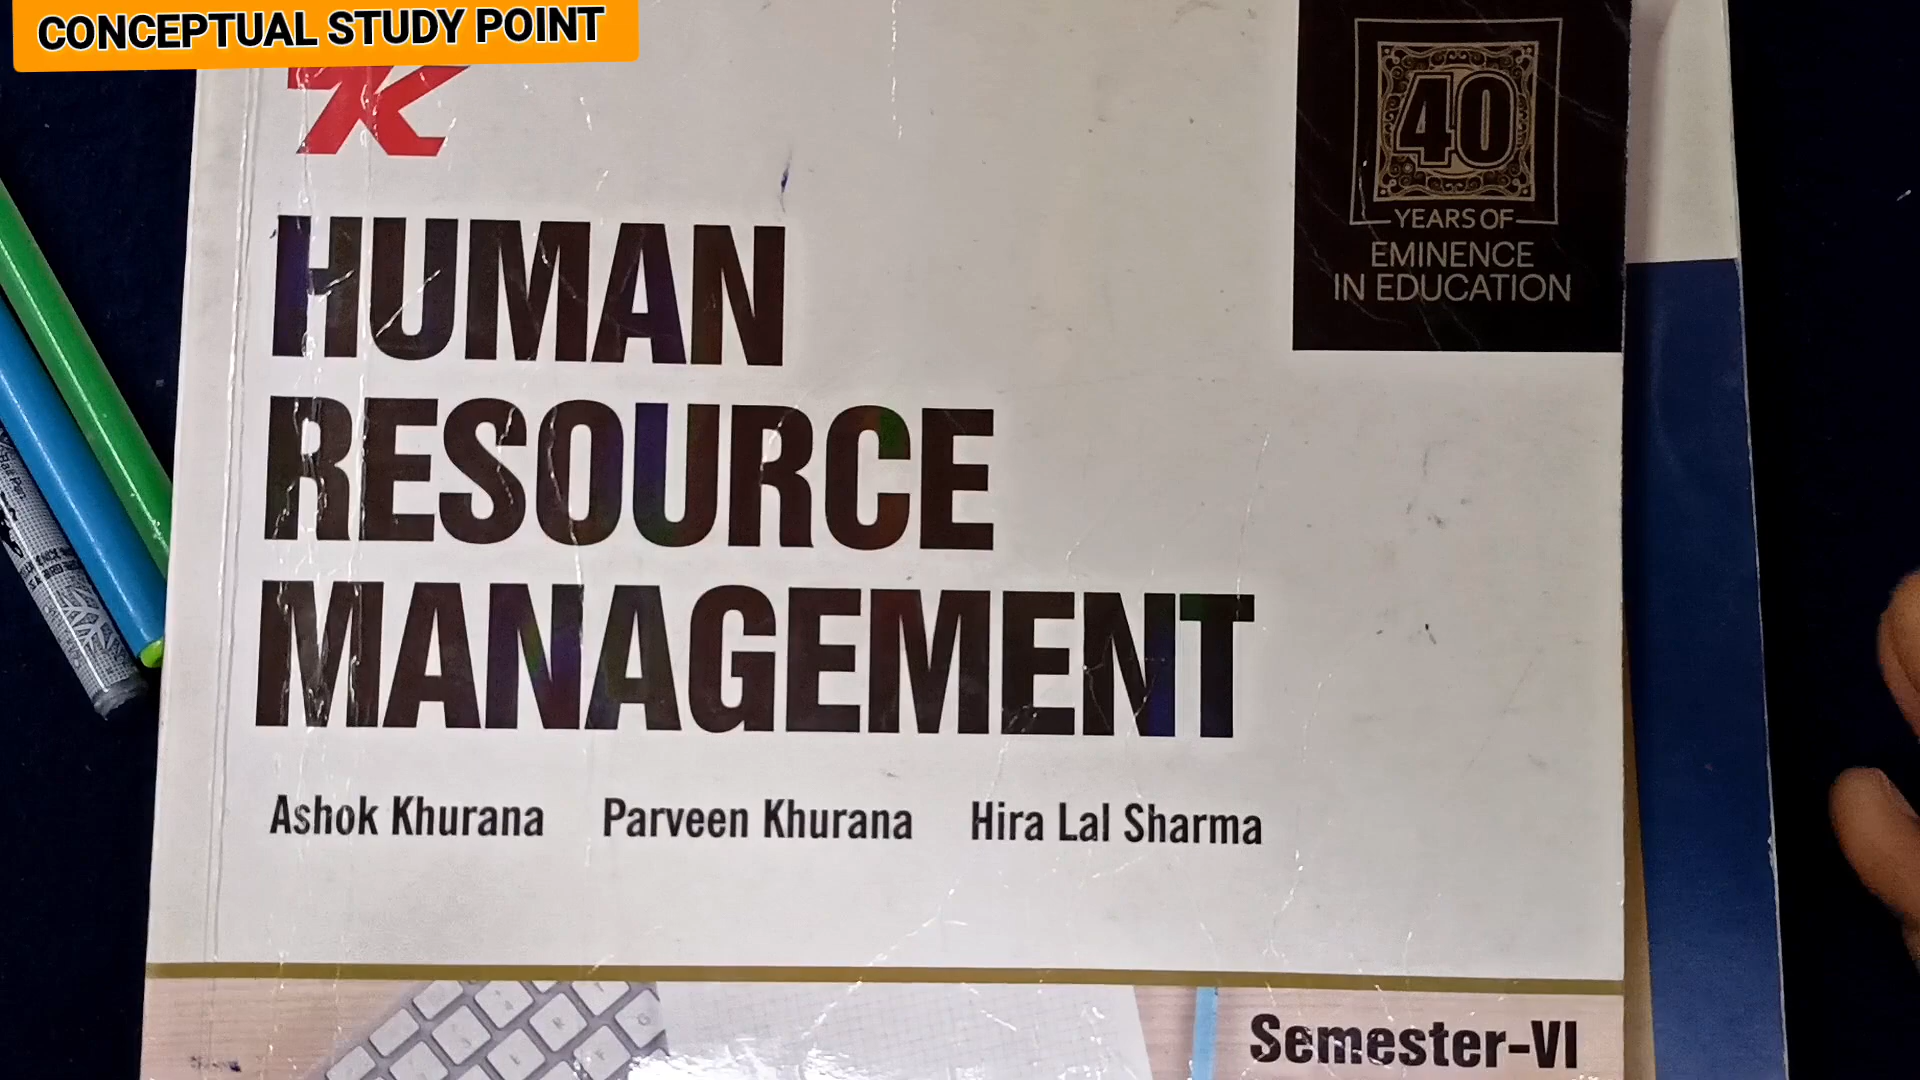 CONCEPTUAL STUDY POINT
40
YEARS OF
EMINENCE
IN EDUCATION
HUMAN
RESOURCE
MANAGEMENT
Ashok Khurana Parveen Khurana Hira Lal Sharma
Semester-VI